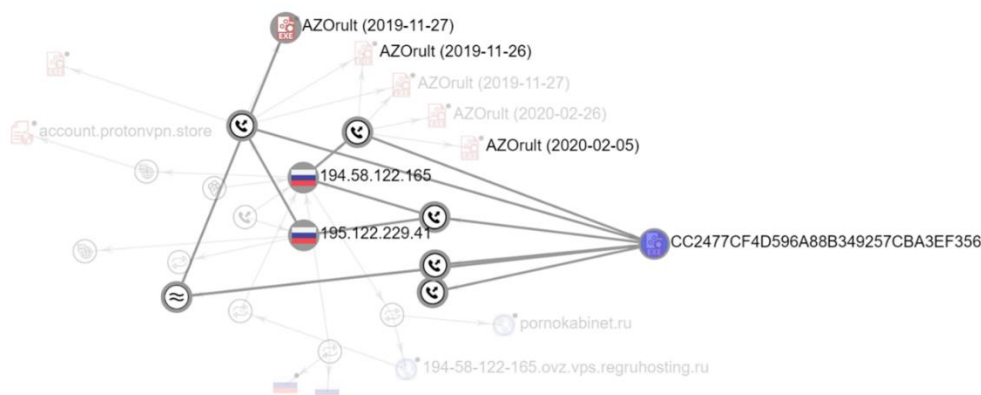 AZOrult (2019-11-27)
AZOrult (2019-11-26)
AZOrult (2019-11-27)
AZOrult (2020-02-26)
account.protonvpn.store
AZOrult (2020-02-05)
194.58.122.165
195.122.229.41
CC2477CF4D596A88B349257CBA3EF356
pornokabinet.ru
194-58-122-165.ovz.vps.regruhosting.ru